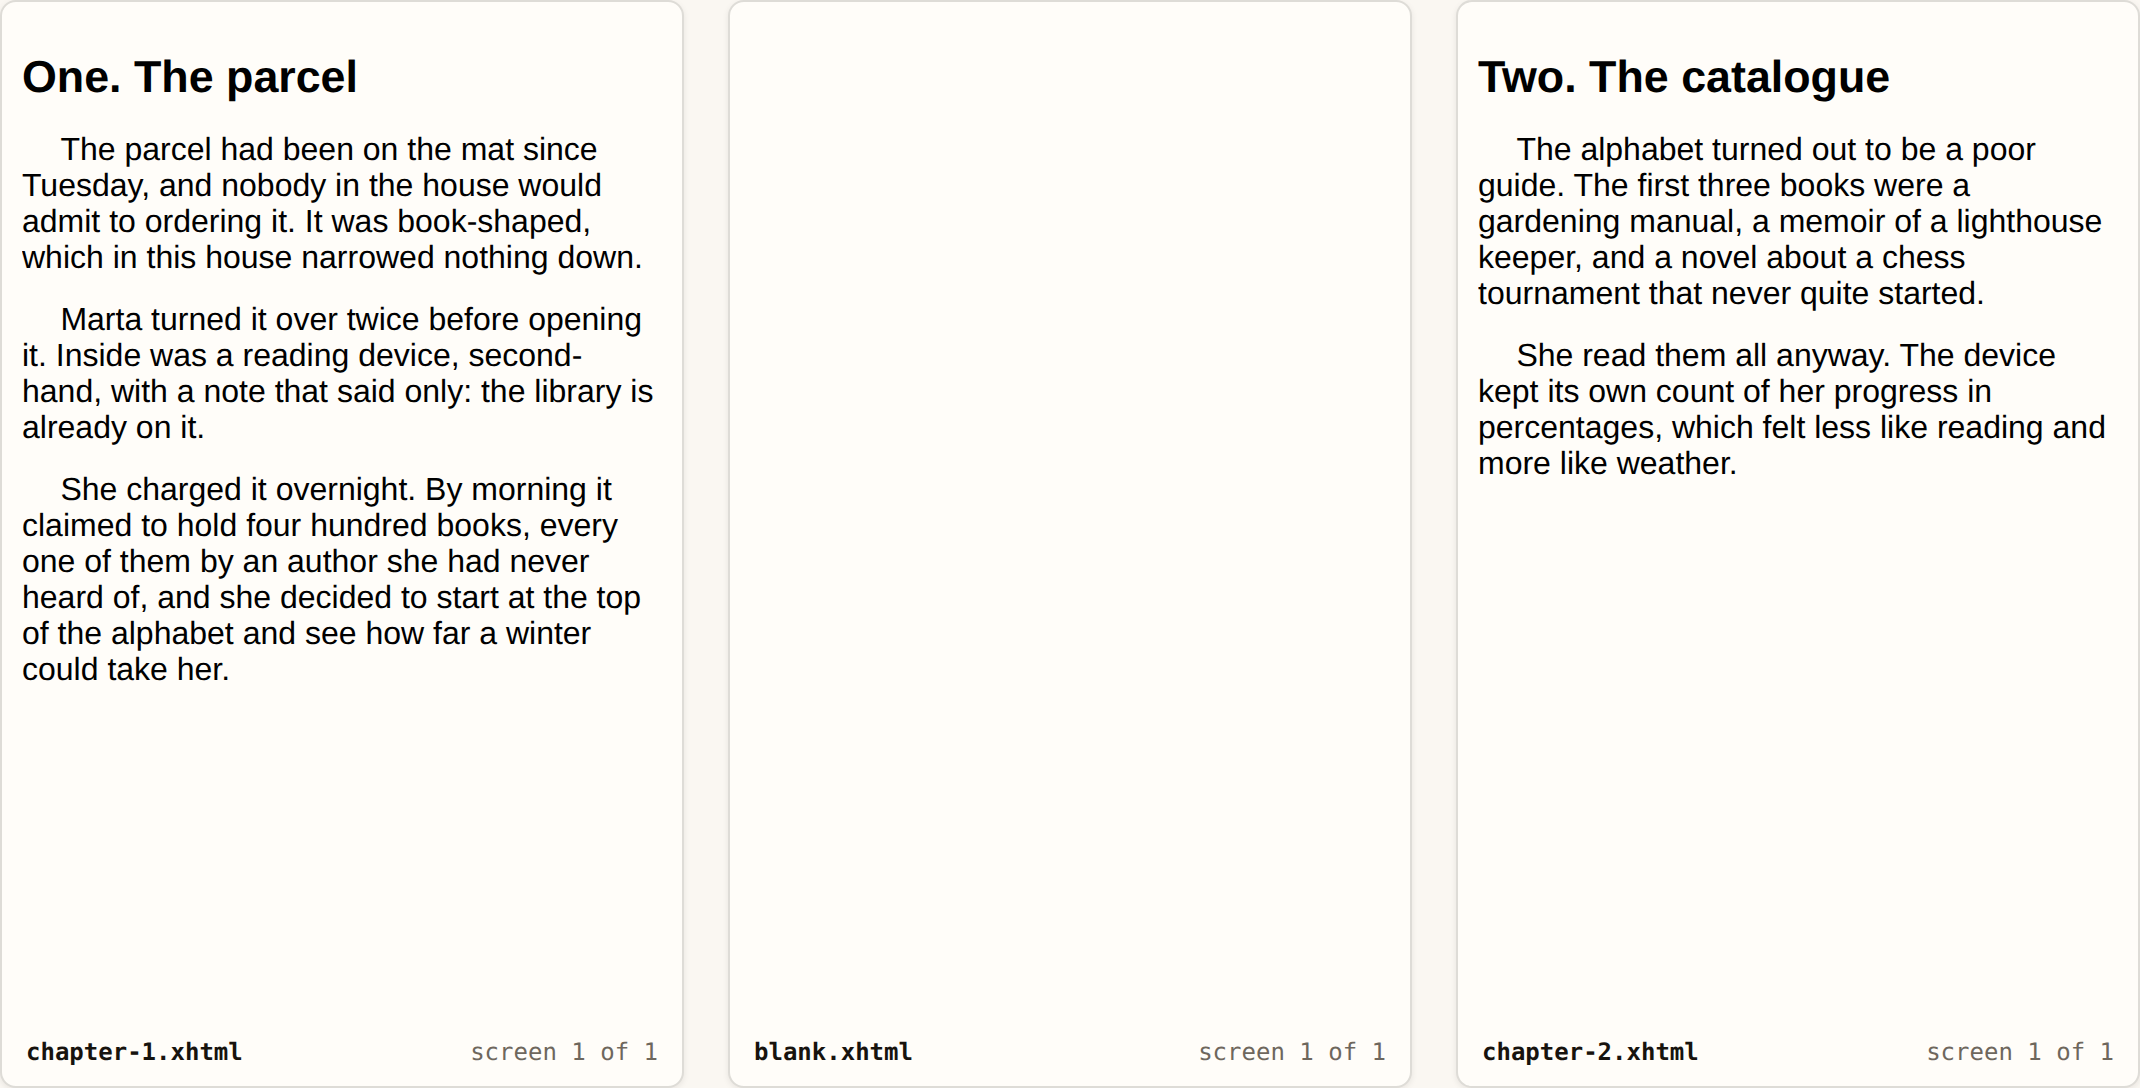 One. The parcel
The parcel had been on the mat since
Tuesday, and nobody in the house would
admit to ordering it. It was book-shaped,
which in this house narrowed nothing down.
Marta turned it over twice before opening
it. Inside was a reading device, second-
hand, with a note that said only: the library is
already on it.
She charged it overnight. By morning it
claimed to hold four hundred books, every
one of them by an author she had never
heard of, and she decided to start at the top
of the alphabet and see how far a winter
could take her.
chapter-1.xhtml screen 1 of 1
blank.xhtml screen 1 of 1
Two. The catalogue
The alphabet turned out to be a poor
guide. The first three books were a
gardening manual, a memoir of a lighthouse
keeper, and a novel about a chess
tournament that never quite started.
She read them all anyway. The device
kept its own count of her progress in
percentages, which felt less like reading and
more like weather.
chapter-2.xhtml screen 1 of 1